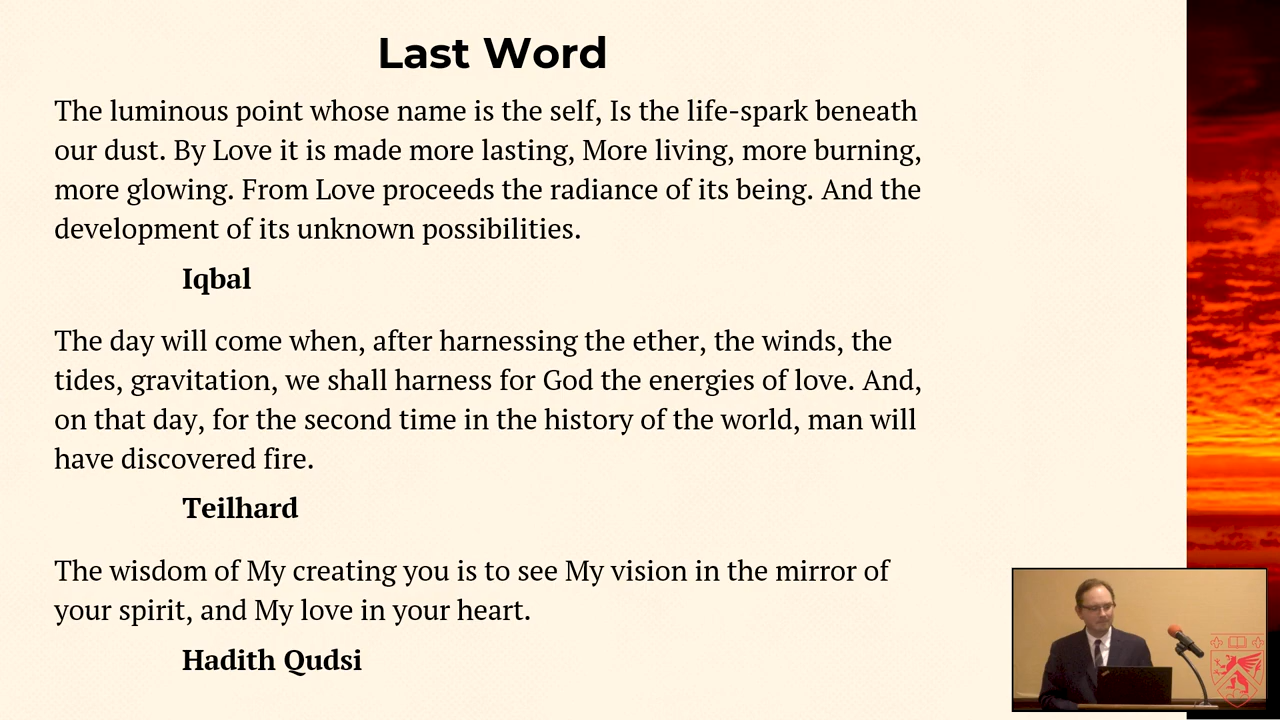 Last Word
The luminous point whose name is the self, Is the life-spark beneath
our dust. By Love it is made more lasting, More living, more burning,
more glowing. From Love proceeds the radiance of its being. And the
development of its unknown possibilities.
Iqbal
The day will come when, after harnessing the ether, the winds, the
tides, gravitation, we shall harness for God the energies of love. And,
on that day, for the second time in the history of the world, man will
have discovered fire.
Teilhard
The wisdom of My creating you is to see My vision in the mirror of
your spirit, and My love in your heart.
Hadith Qudsi